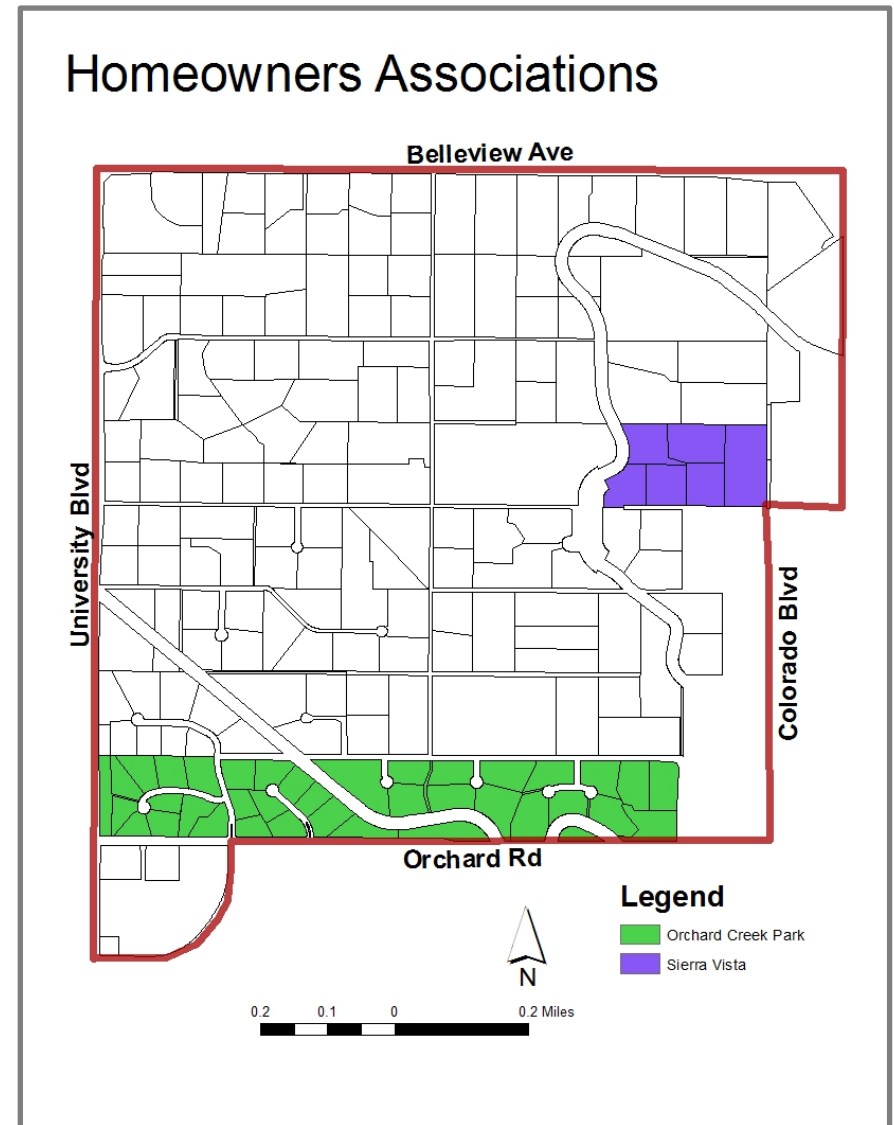 Homeowners Associations
Belleview Ave
University Blvd
Colorado Blvd
Orchard Rd
Legend
Orchard Creek Park
Sierra Vista
N
0.2 0.1 0 0.2 Miles